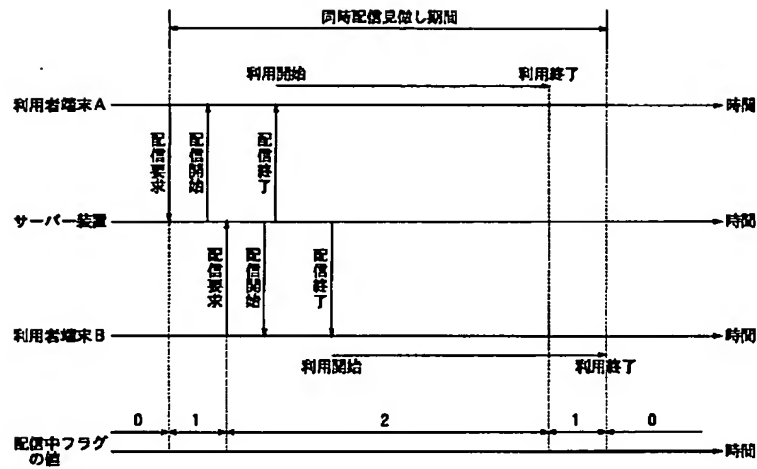 同時配信見做し期間
利用開始
利用終了
利用者端末A
時間
配信要求
配信開始
配信終了
サーバー装置
時間
配信要求
配信開始
配信終了
利用者端末B
時間
利用開始
利用終了
0 1 2 1 0
配信中フラグ
の値
時間